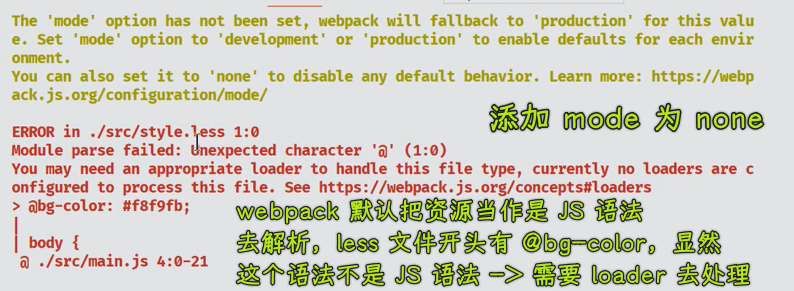 The 'mode' option has not been set, webpack will fallback to 'production' for this valu
e. Set 'mode' option to 'development' or 'production' to enable defaults for each envir
onment.
You can also set it to 'none' to disable any default behavior. Learn more: https://webp
ack.js.org/configuration/mode/
添加 mode 为 none
ERROR in ./src/style.less 1:0
Module parse failed: Unexpected character '@' (1:0)
You may need an appropriate loader to handle this file type, currently no loaders are c
onfigured to process this file. See https://webpack.js.org/concepts#loaders
> @bg-color: #f8f9fb;
|
| body {
 @ ./src/main.js 4:0-21
webpack 默认把资源当作是 JS 语法
去解析，less 文件开头有 @bg-color，显然
这个语法不是 JS 语法 -> 需要 loader 去处理